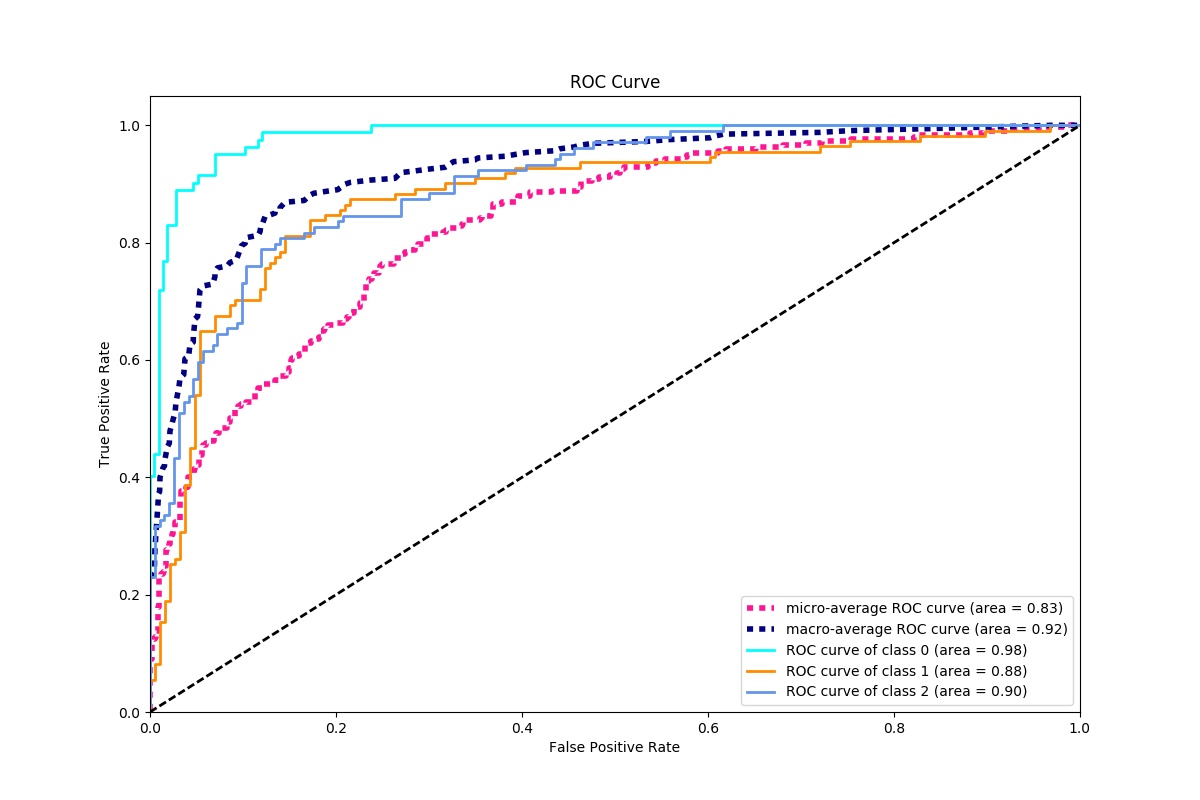 ROC Curve
1.0
0.8
0.6
0.4
0.2
0.0
True Positive Rate
0.0 0.2 0.4 0.6 0.8 1.0
False Positive Rate
micro-average ROC curve (area = 0.83)
macro-average ROC curve (area = 0.92)
ROC curve of class 0 (area = 0.98)
ROC curve of class 1 (area = 0.88)
ROC curve of class 2 (area = 0.90)